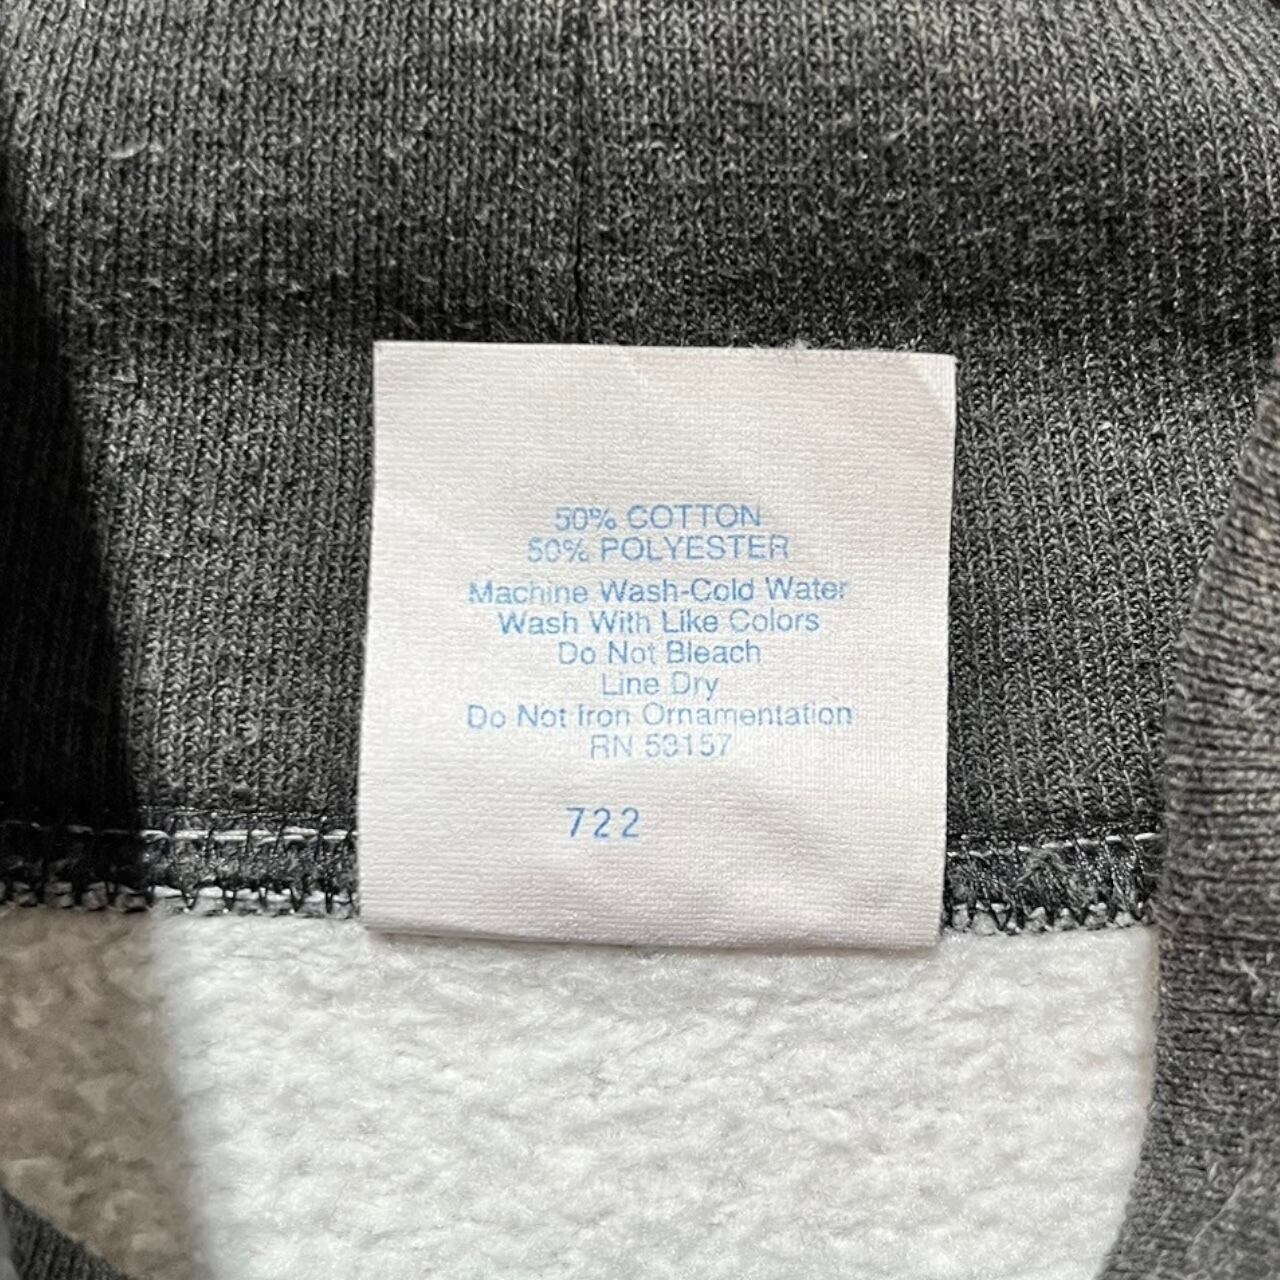 50% COTTON
50% POLYESTER
Machine Wash-Cold Water
Wash With Like Colors
Do Not Bleach
Line Dry
Do Not Iron Ornamentation
RN 53157
722